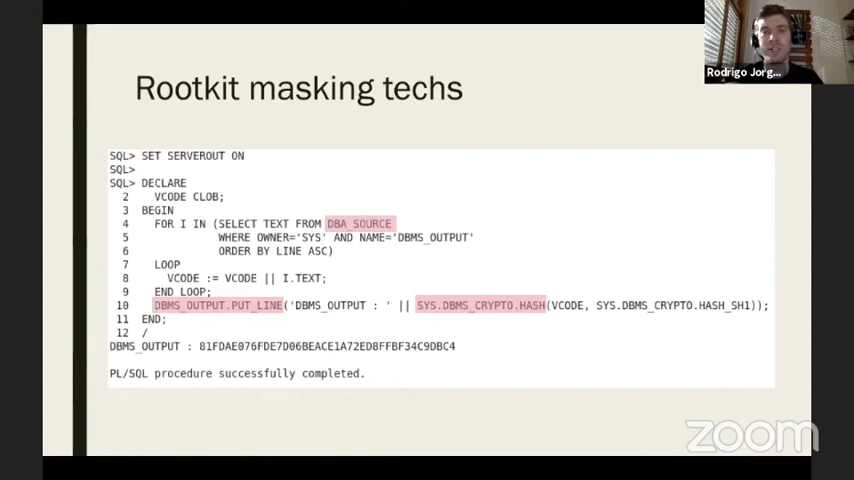 Rodrigo Jorg...
Rootkit masking techs
SQL> SET SERVEROUT ON
SQL>
SQL> DECLARE
2 VCODE CLOB;
3 BEGIN
4 FOR I IN (SELECT TEXT FROM DBA_SOURCE
5 WHERE OWNER='SYS' AND NAME='DBMS_OUTPUT'
6 ORDER BY LINE ASC)
7 LOOP
8 VCODE := VCODE || I.TEXT;
9 END LOOP;
10 DBMS_OUTPUT.PUT_LINE('DBMS_OUTPUT : ' || SYS.DBMS_CRYPTO.HASH(VCODE, SYS.DBMS_CRYPTO.HASH_SH1));
11 END;
12 /
DBMS_OUTPUT : 81FDAE076FDE7D06BEACE1A72ED8FFBF34C9DBC4
PL/SQL procedure successfully completed.
zoom